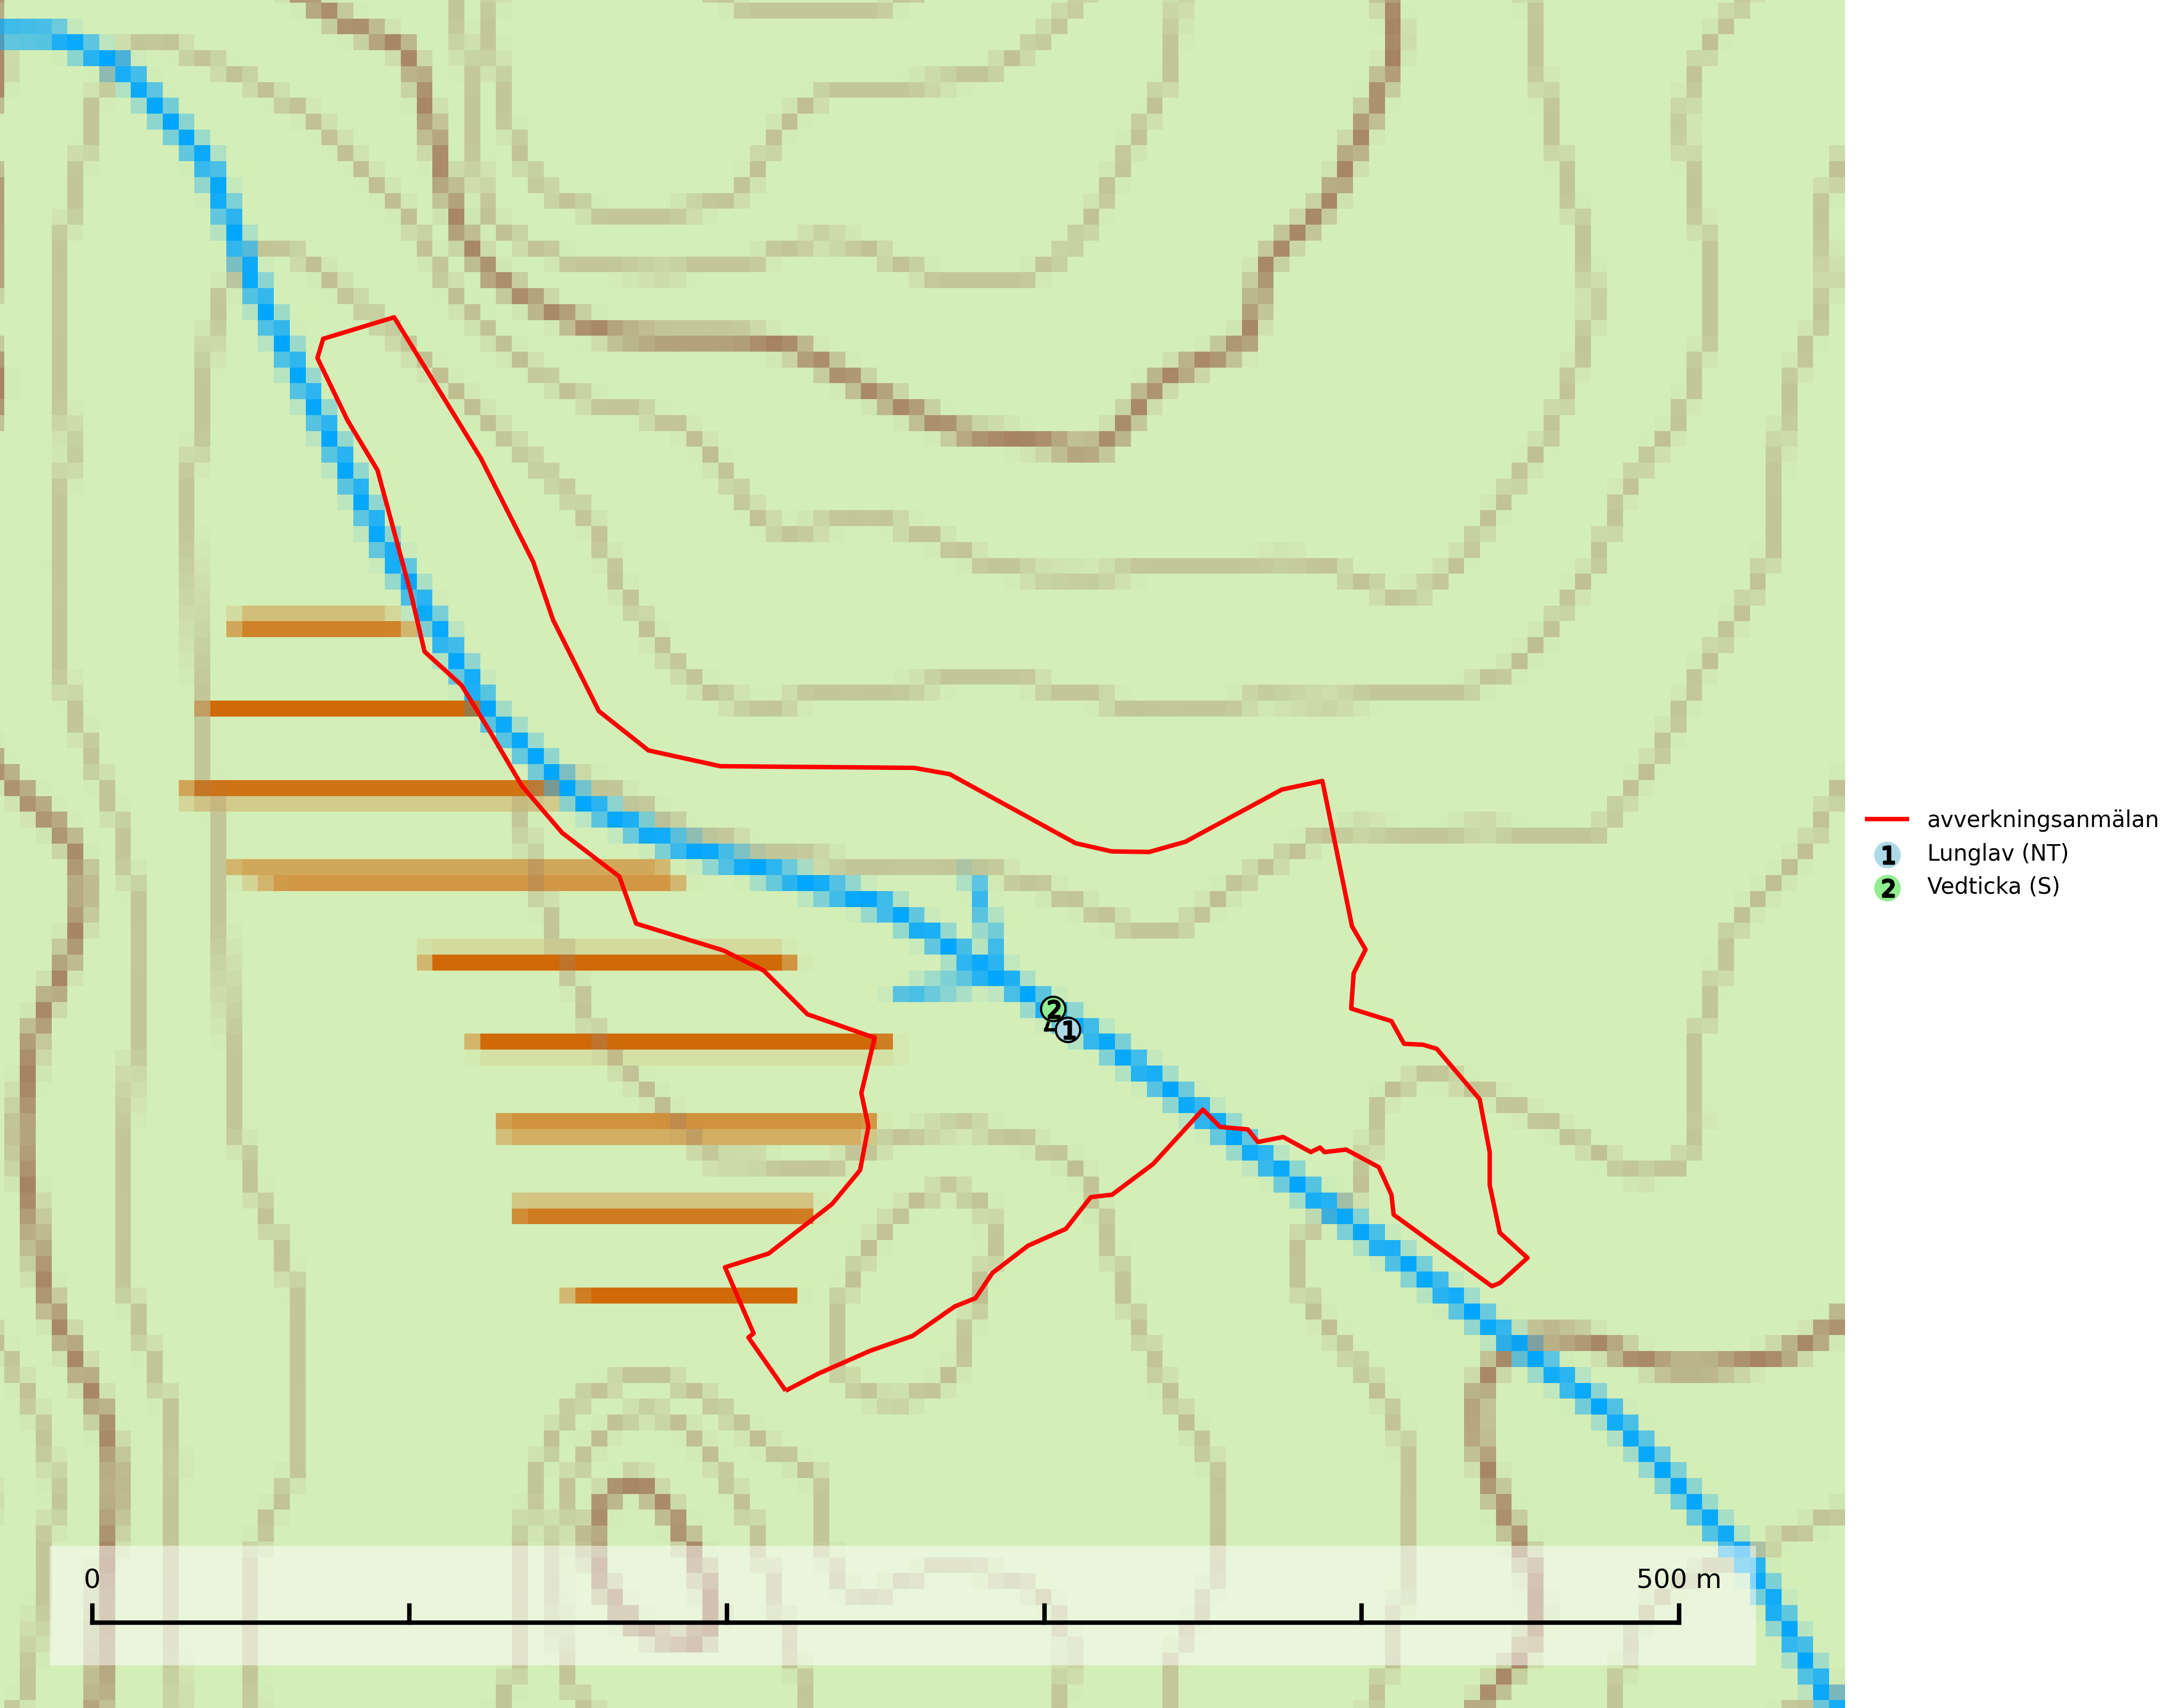 avverkningsanmälan
1 Lunglav (NT)
2 Vedticka (S)
2
1
0 500 m